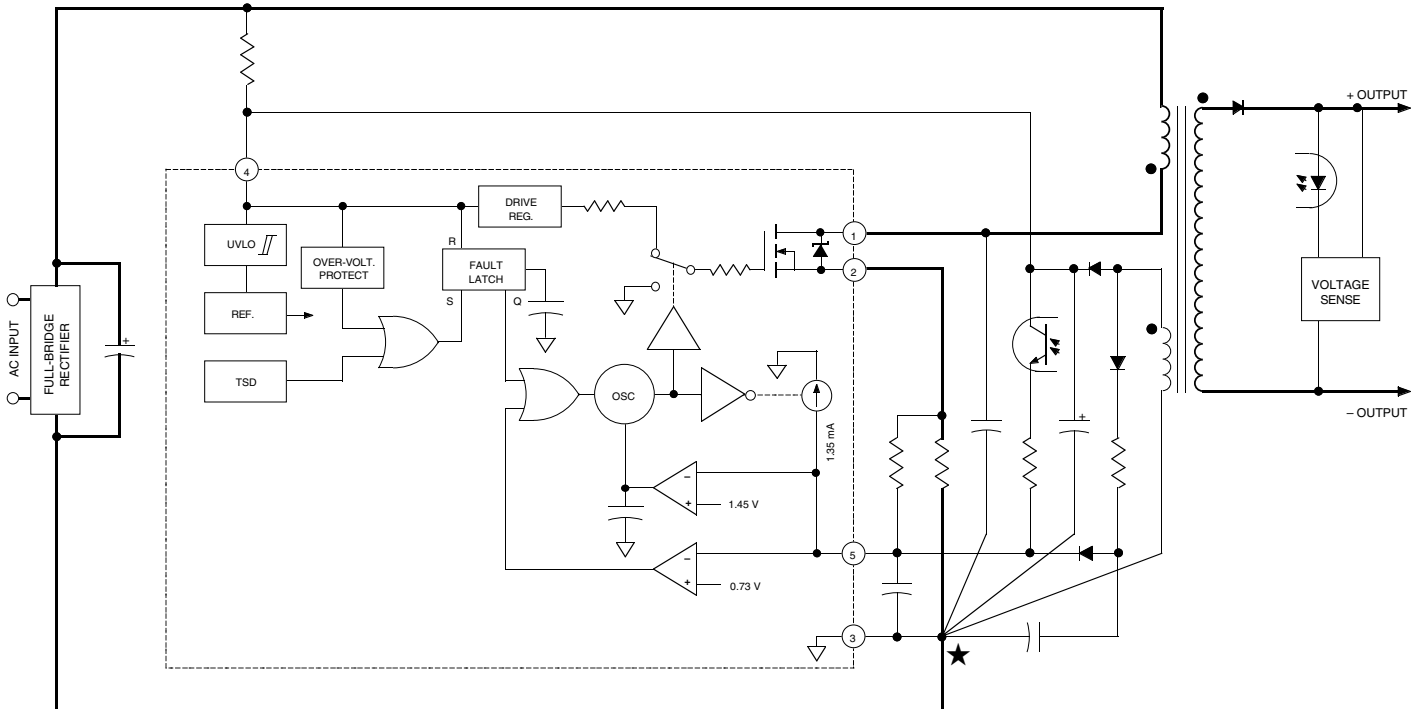 + OUTPUT
4
DRIVE
REG.
1
UVLO
OVER-VOLT.
PROTECT
R
FAULT
LATCH
S
Q
2
VOLTAGE
SENSE
AC INPUT
FULL-BRIDGE
RECTIFIER
+
REF.
TSD
OSC
1.35 mA
+
– OUTPUT
–
+
1.45 V
–
+
0.73 V
5
3